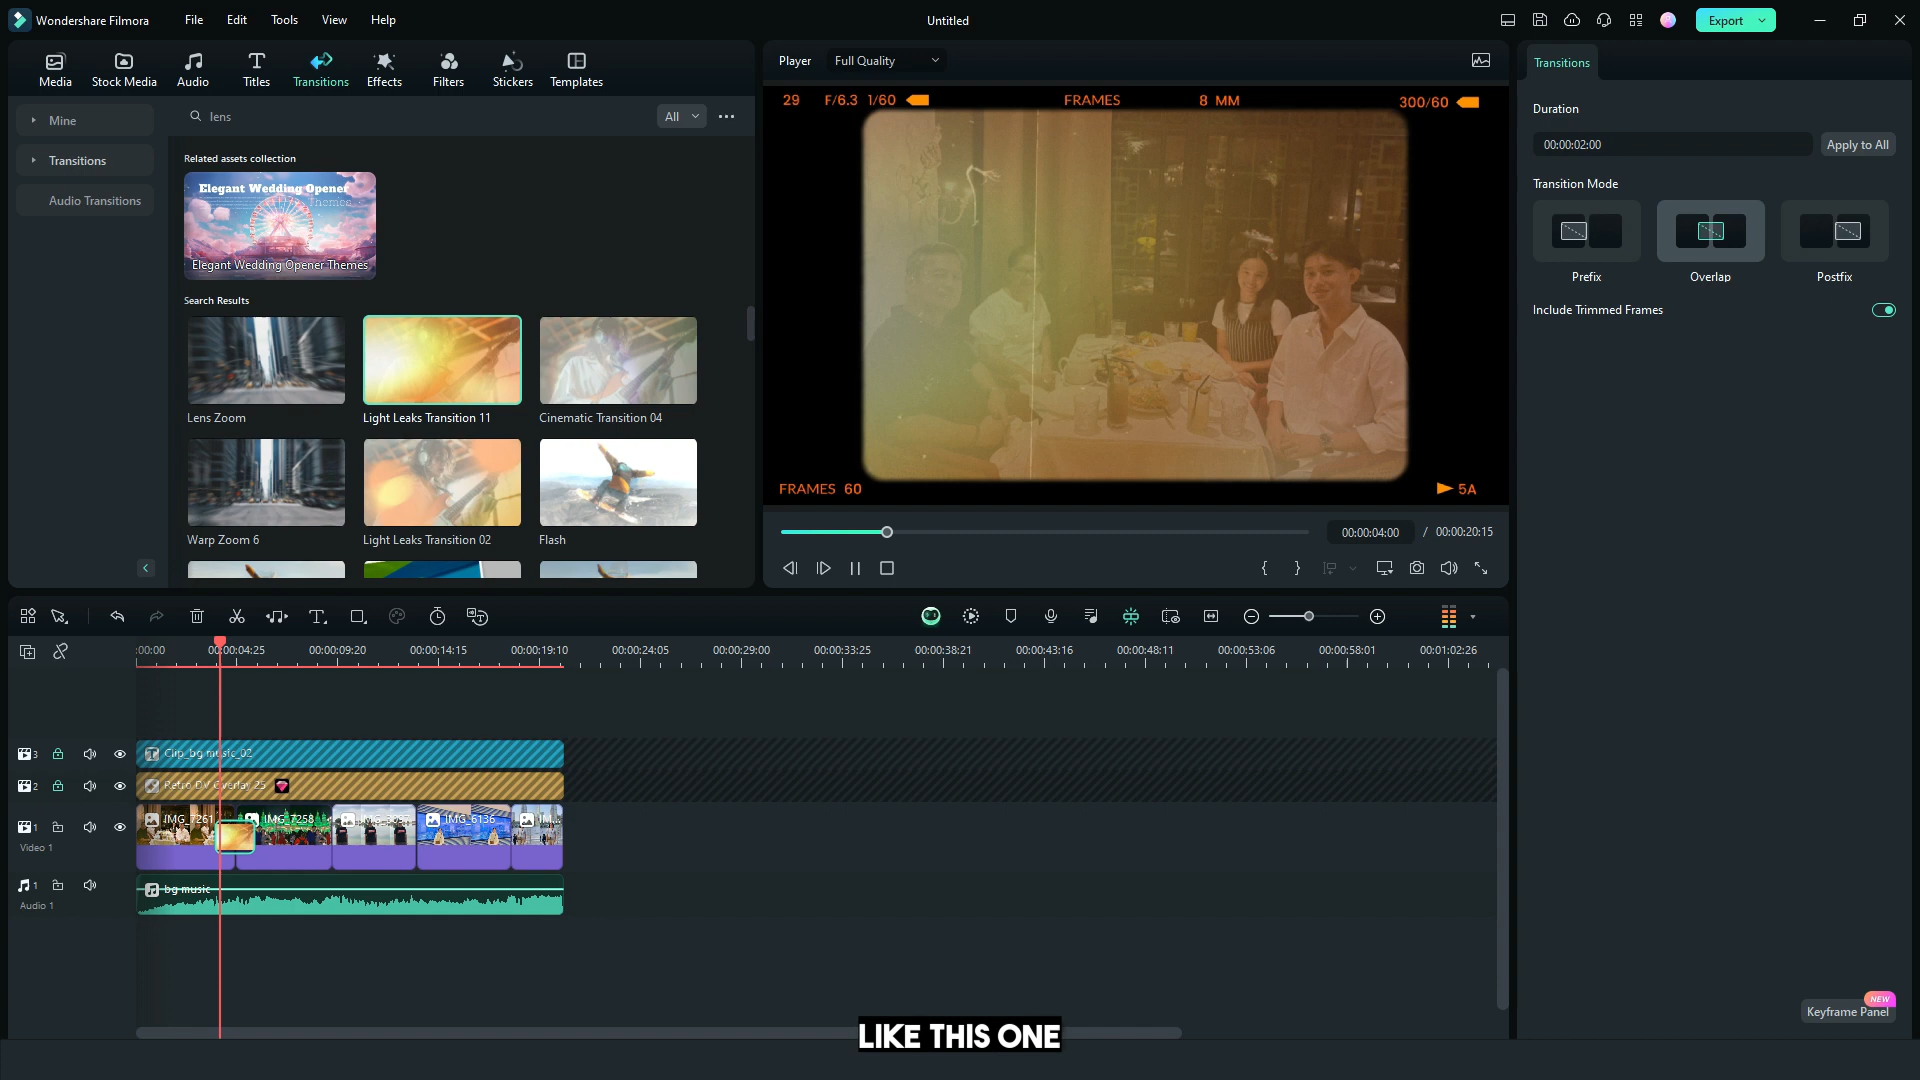 Wondershare Filmora
File
Edit
Tools
View
Help
Untitled
Export
Media
Stock Media
Audio
Titles
Transitions
Effects
Filters
Stickers
Templates
Mine
Transitions
Audio Transitions
lens
All
Related assets collection
Elegant Wedding Opener
Themes
Elegant Wedding Opener Themes
Search Results
Lens Zoom
Light Leaks Transition 11
Cinematic Transition 04
Warp Zoom 6
Light Leaks Transition 02
Flash
Player
Full Quality
29 F/6.3 1/60
FRAMES
8 MM
300/60
FRAMES 60
5A
00:00:04:00 / 00:00:20:15
Transitions
Duration
00:00:02:00
Apply to All
Transition Mode
Prefix
Overlap
Postfix
Include Trimmed Frames
:00:00
00:00:04:25
00:00:09:20
00:00:14:15
00:00:19:10
00:00:24:05
00:00:29:00
00:00:33:25
00:00:38:21
00:00:43:16
00:00:48:11
00:00:53:06
00:00:58:01
00:01:02:26
3
Clip_bg music_02
2
Retro DV Overlay 25
1
IMG_7261
IMG_7258
IMG_6136
IM...
Video 1
1
bg music
Audio 1
NEW
Keyframe Panel
LIKE THIS ONE